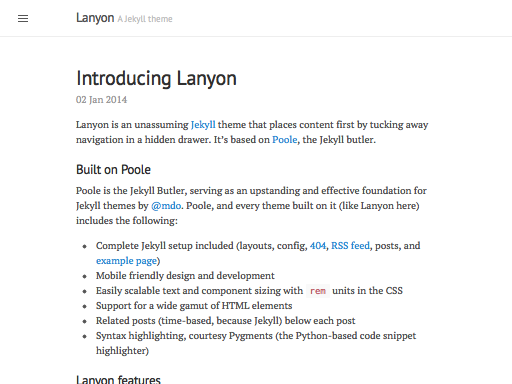 Lanyon A Jekyll theme
Introducing Lanyon
02 Jan 2014
Lanyon is an unassuming Jekyll theme that places content first by tucking away
navigation in a hidden drawer. It's based on Poole, the Jekyll butler.
Built on Poole
Poole is the Jekyll Butler, serving as an upstanding and effective foundation for
Jekyll themes by @mdo. Poole, and every theme built on it (like Lanyon here)
includes the following:
• Complete Jekyll setup included (layouts, config, 404, RSS feed, posts, and
example page)
• Mobile friendly design and development
• Easily scalable text and component sizing with rem units in the CSS
• Support for a wide gamut of HTML elements
• Related posts (time-based, because Jekyll) below each post
• Syntax highlighting, courtesy Pygments (the Python-based code snippet
highlighter)
Lanyon features